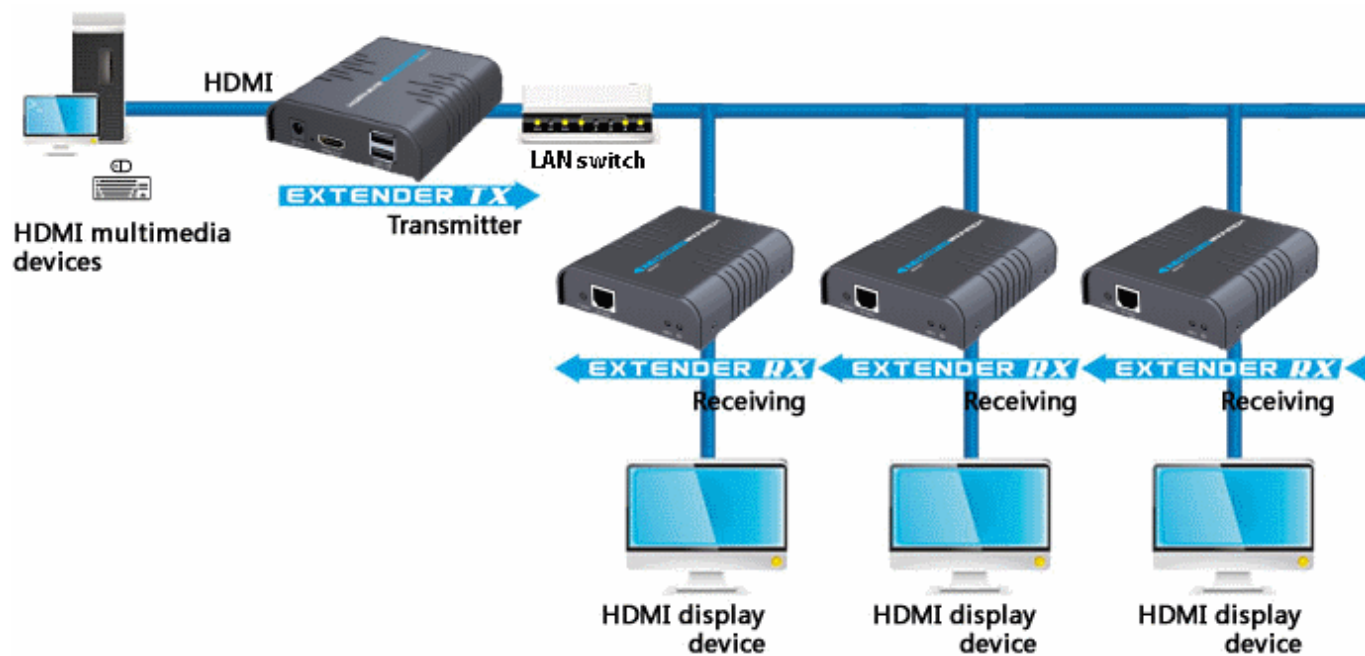 HDMI
LAN switch
EXTENDER TX
Transmitter
HDMI multimedia
devices
EXTENDER RX
Receiving
EXTENDER RX
Receiving
EXTENDER RX
Receiving
HDMI display
device
HDMI display
device
HDMI display
device